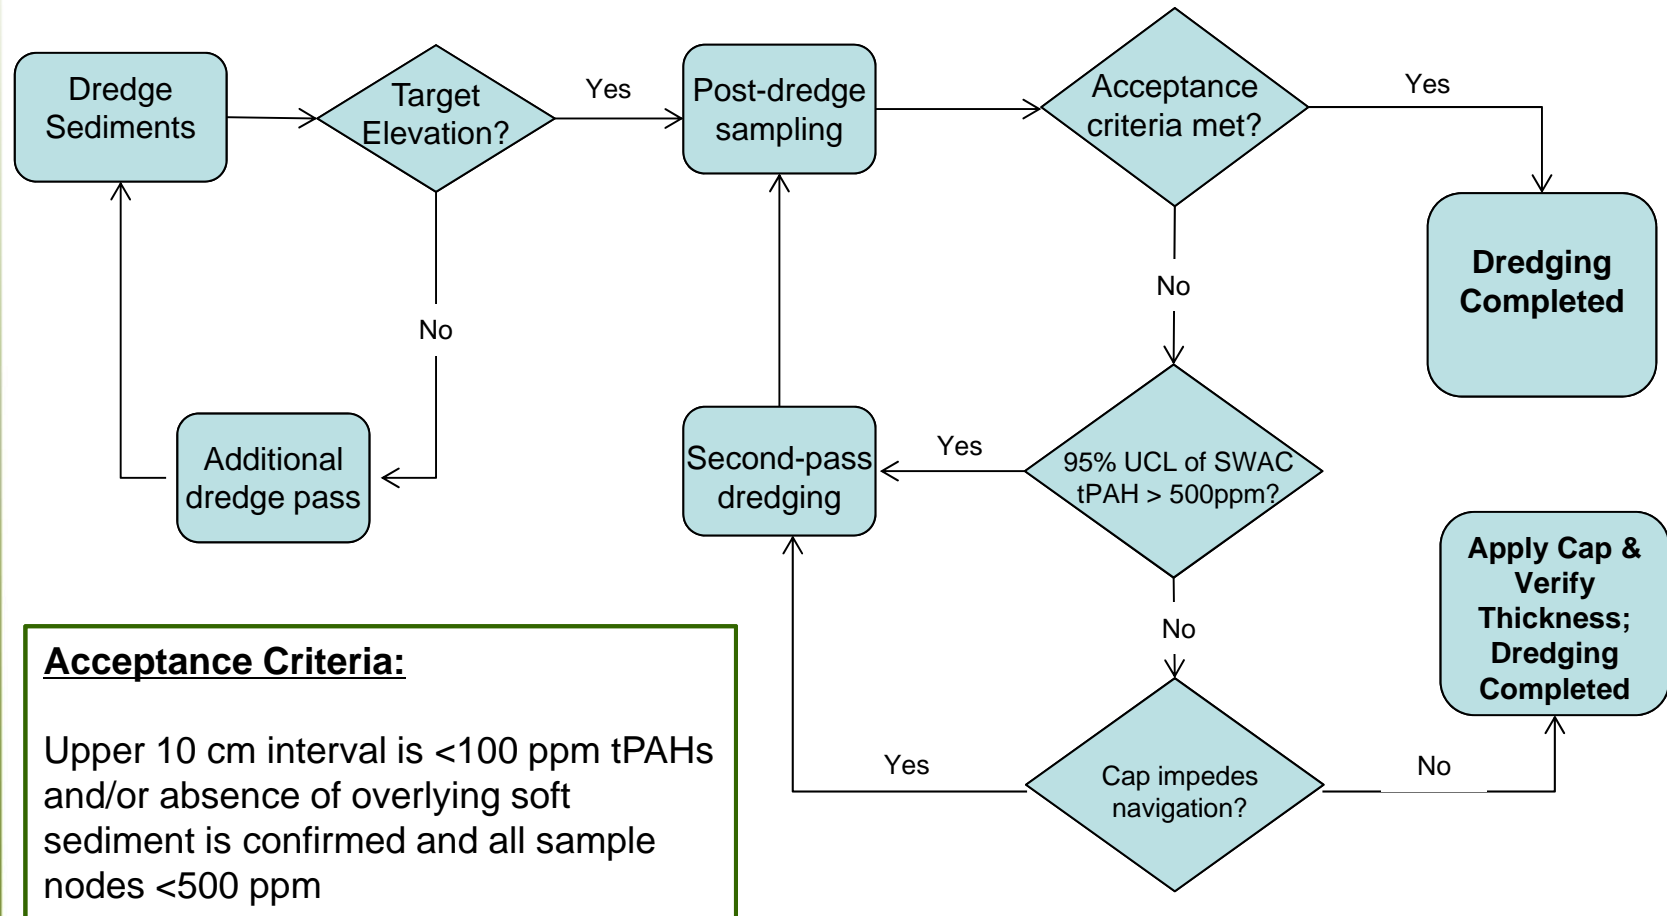 Dredge
Sediments
Target
Elevation?
Yes
Post-dredge
sampling
Acceptance
criteria met?
Yes
Dredging
Completed
No
No
Additional
dredge pass
Second-pass
dredging
Yes
95% UCL of SWAC
tPAH > 500ppm?
No
Apply Cap &
Verify
Thickness;
Dredging
Completed
Yes
Cap impedes
navigation?
No
Acceptance Criteria:
Upper 10 cm interval is <100 ppm tPAHs
and/or absence of overlying soft
sediment is confirmed and all sample
nodes <500 ppm